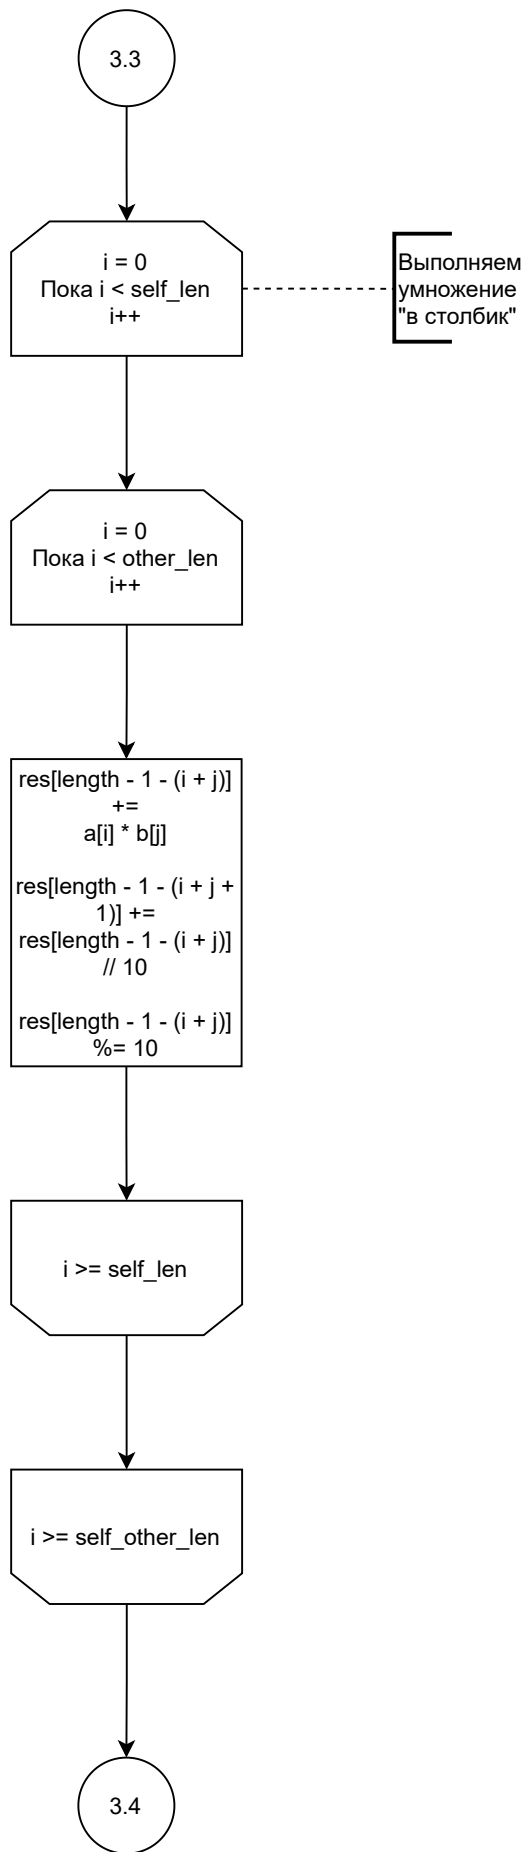 3.3
i = 0
Пока i < self_len
i++
Выполняем
умножение
"в столбик"
i = 0
Пока i < other_len
i++
res[length - 1 - (i + j)]
+=
a[i] * b[j]
res[length - 1 - (i + j +
1)] +=
res[length - 1 - (i + j)]
// 10
res[length - 1 - (i + j)]
%= 10
i >= self_len
i >= self_other_len
3.4